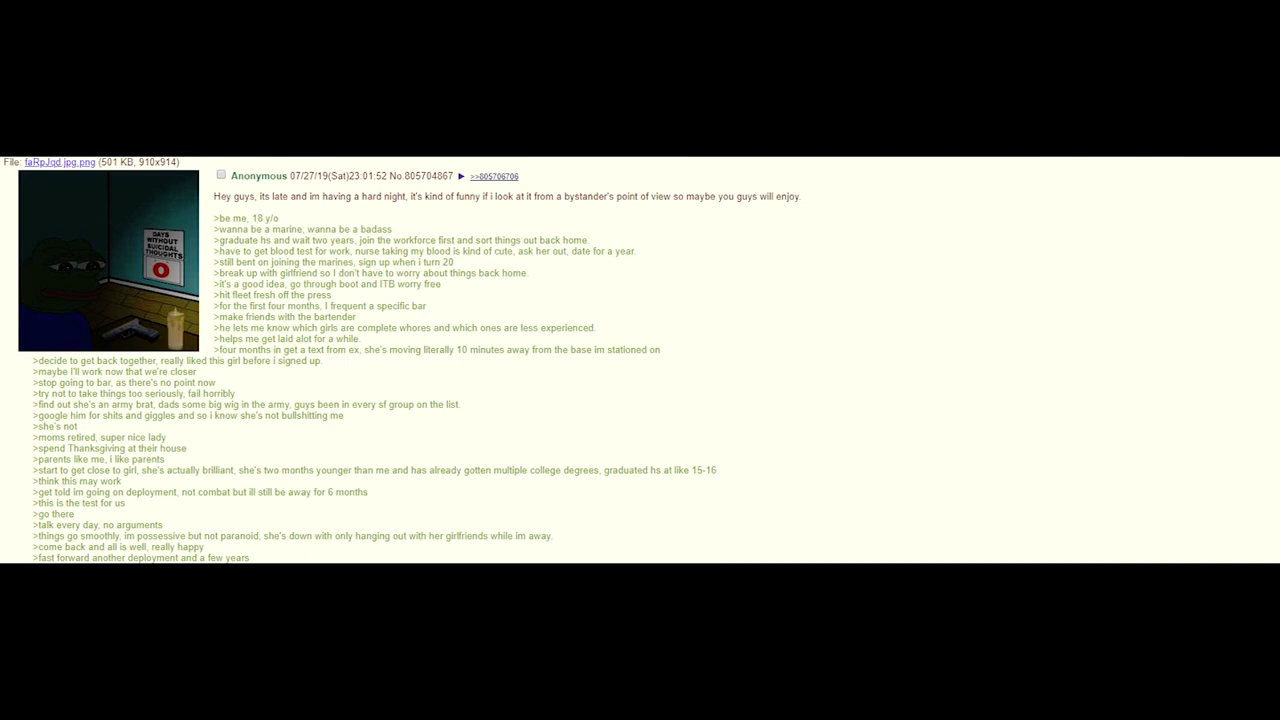 File: faRpJqd.jpg.png (501 KB, 910x914)
Anonymous 07/27/19(Sat)23:01:52 No.805704867 ▶ >>805706706
Hey guys, its late and im having a hard night, it's kind of funny if i look at it from a bystander's point of view so maybe you guys will enjoy.
DAYS
WITHOUT
SUICIDAL
THOUGHTS
0
>be me, 18 y/o
>wanna be a marine, wanna be a badass
>graduate hs and wait two years, join the workforce first and sort things out back home.
>have to get blood test for work, nurse taking my blood is kind of cute, ask her out, date for a year.
>still bent on joining the marines, sign up when i turn 20
>break up with girlfriend so I don't have to worry about things back home.
>it's a good idea, go through boot and ITB worry free
>hit fleet fresh off the press
>for the first four months, I frequent a specific bar
>make friends with the bartender
>he lets me know which girls are complete whores and which ones are less experienced.
>helps me get laid alot for a while.
>four months in get a text from ex, she's moving literally 10 minutes away from the base im stationed on
>decide to get back together, really liked this girl before i signed up.
>maybe I'll work now that we're closer
>stop going to bar, as there's no point now
>try not to take things too seriously, fail horribly
>find out she's an army brat, dads some big wig in the army, guys been in every sf group on the list.
>google him for shits and giggles and so i know she's not bullshitting me
>she's not
>moms retired, super nice lady
>spend Thanksgiving at their house
>parents like me, i like parents
>start to get close to girl, she's actually brilliant, she's two months younger than me and has already gotten multiple college degrees, graduated hs at like 15-16
>think this may work
>get told im going on deployment, not combat but ill still be away for 6 months
>this is the test for us
>go there
>talk every day, no arguments
>things go smoothly, im possessive but not paranoid, she's down with only hanging out with her girlfriends while im away.
>come back and all is well, really happy
>fast forward another deployment and a few years